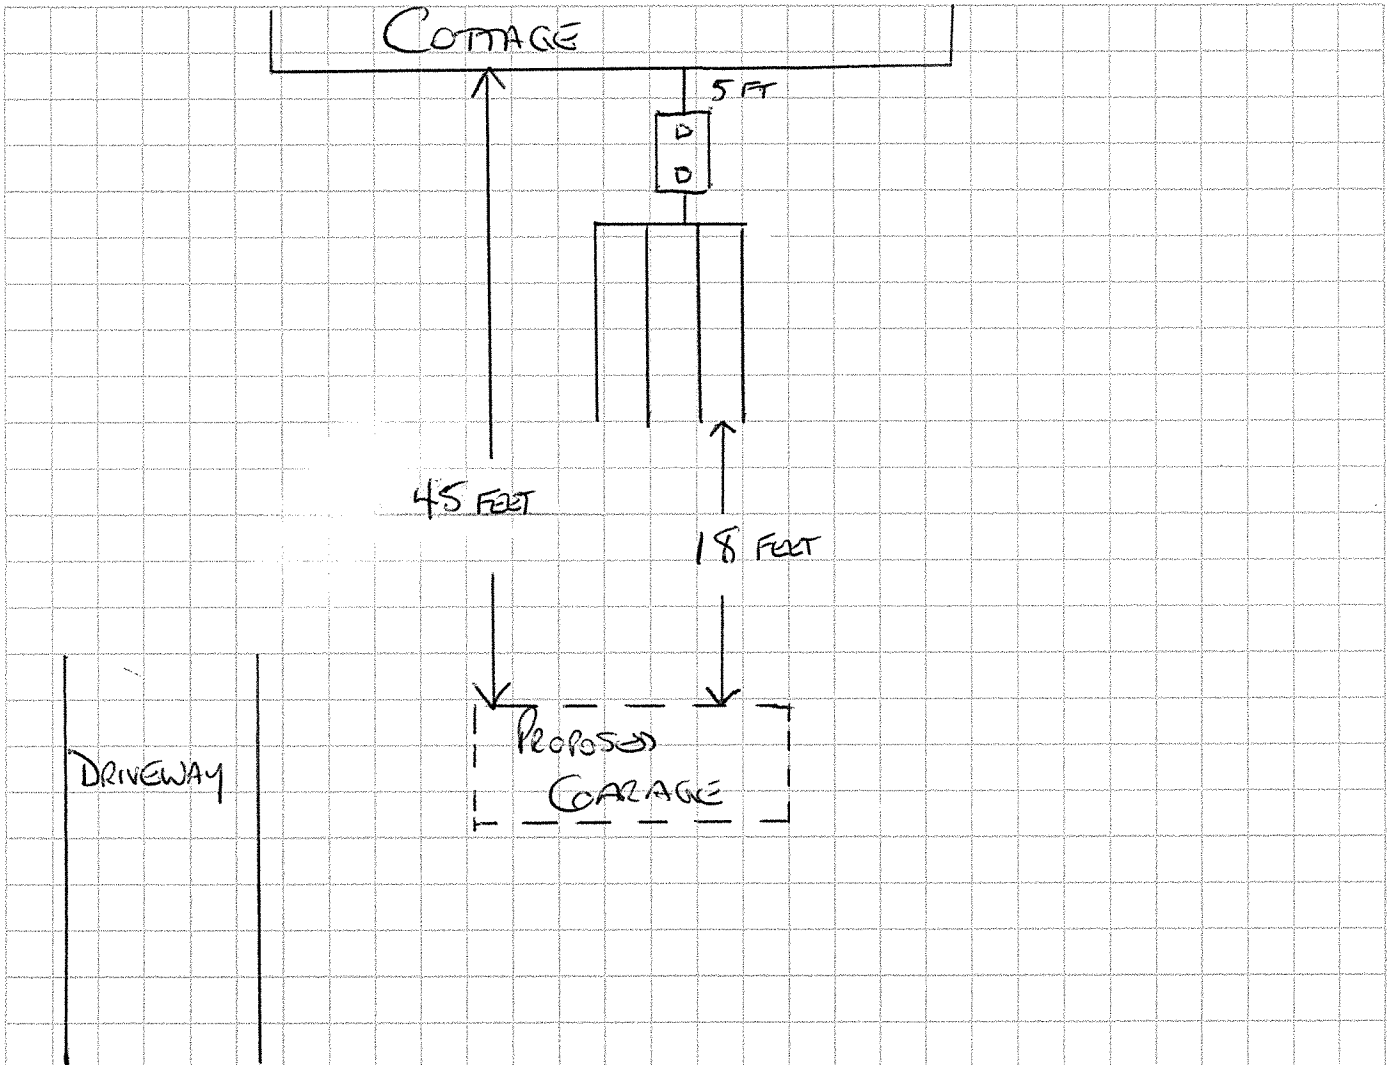 COTTAGE
5 FT
D
D
45 FEET
18 FEET
PROPOSED
GARAGE
DRIVEWAY